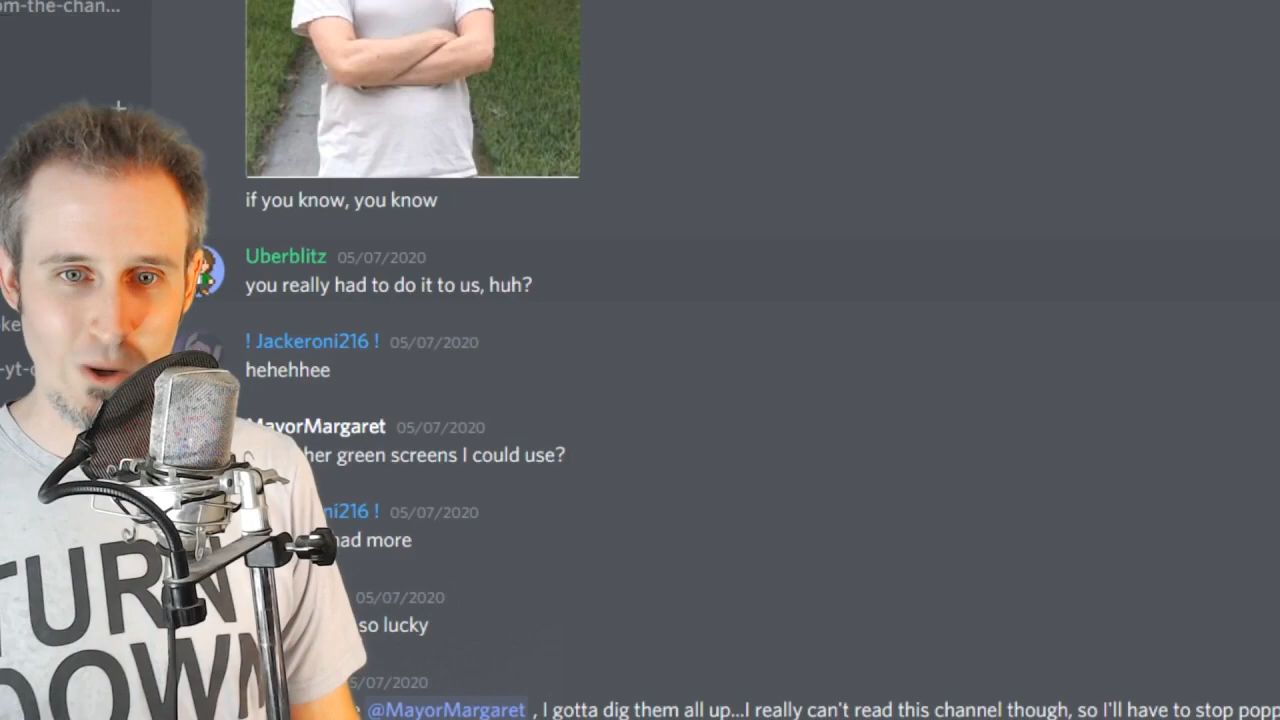 om-the-chan...
+
if you know, you know
Uberblitz 05/07/2020
you really had to do it to us, huh?
! Jackeroni216 ! 05/07/2020
hehehhee
MayorMargaret 05/07/2020
her green screens I could use?
ni216 ! 05/07/2020
had more
05/07/2020
so lucky
5/07/2020
@MayorMargaret , I gotta dig them all up...I really can't read this channel though, so I'll have to stop popp
-yt-
TURN
DOWN